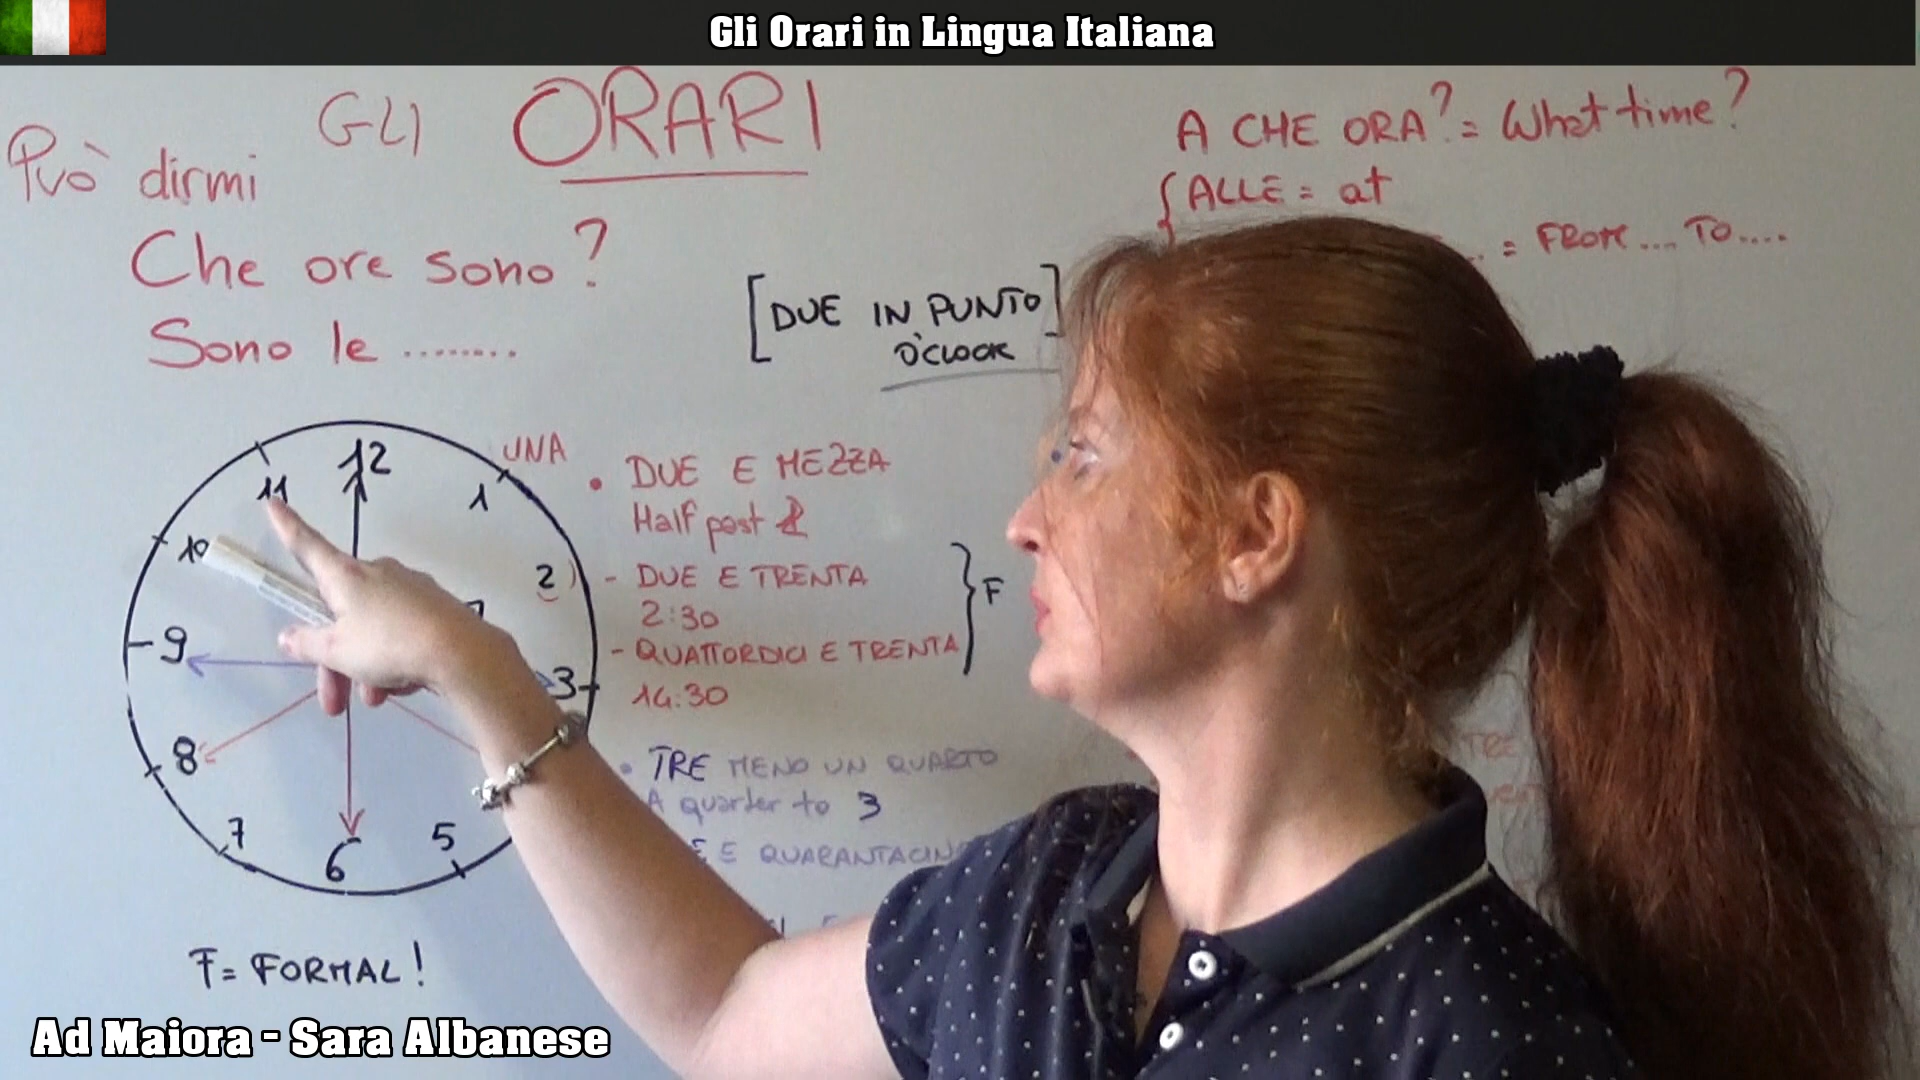 Gli Orari in Lingua Italiana
GLI ORARI
Può dirmi
Che ore sono?
Sono le ........
A CHE ORA? = What time?
ALLE = at
= FROM .... TO ....
[DUE IN PUNTO]
O'CLOCK
UNA
12
11
1
10
2
9
3
8
7
6
5
• DUE E MEZZA
Half past 2
- DUE E TRENTA
2:30
- QUATTORDICI E TRENTA
14:30
} F
• TRE MENO UN QUARTO
A quarter to 3
E QUARANTACINQ
TRE
F = FORMAL!
Ad Maiora - Sara Albanese